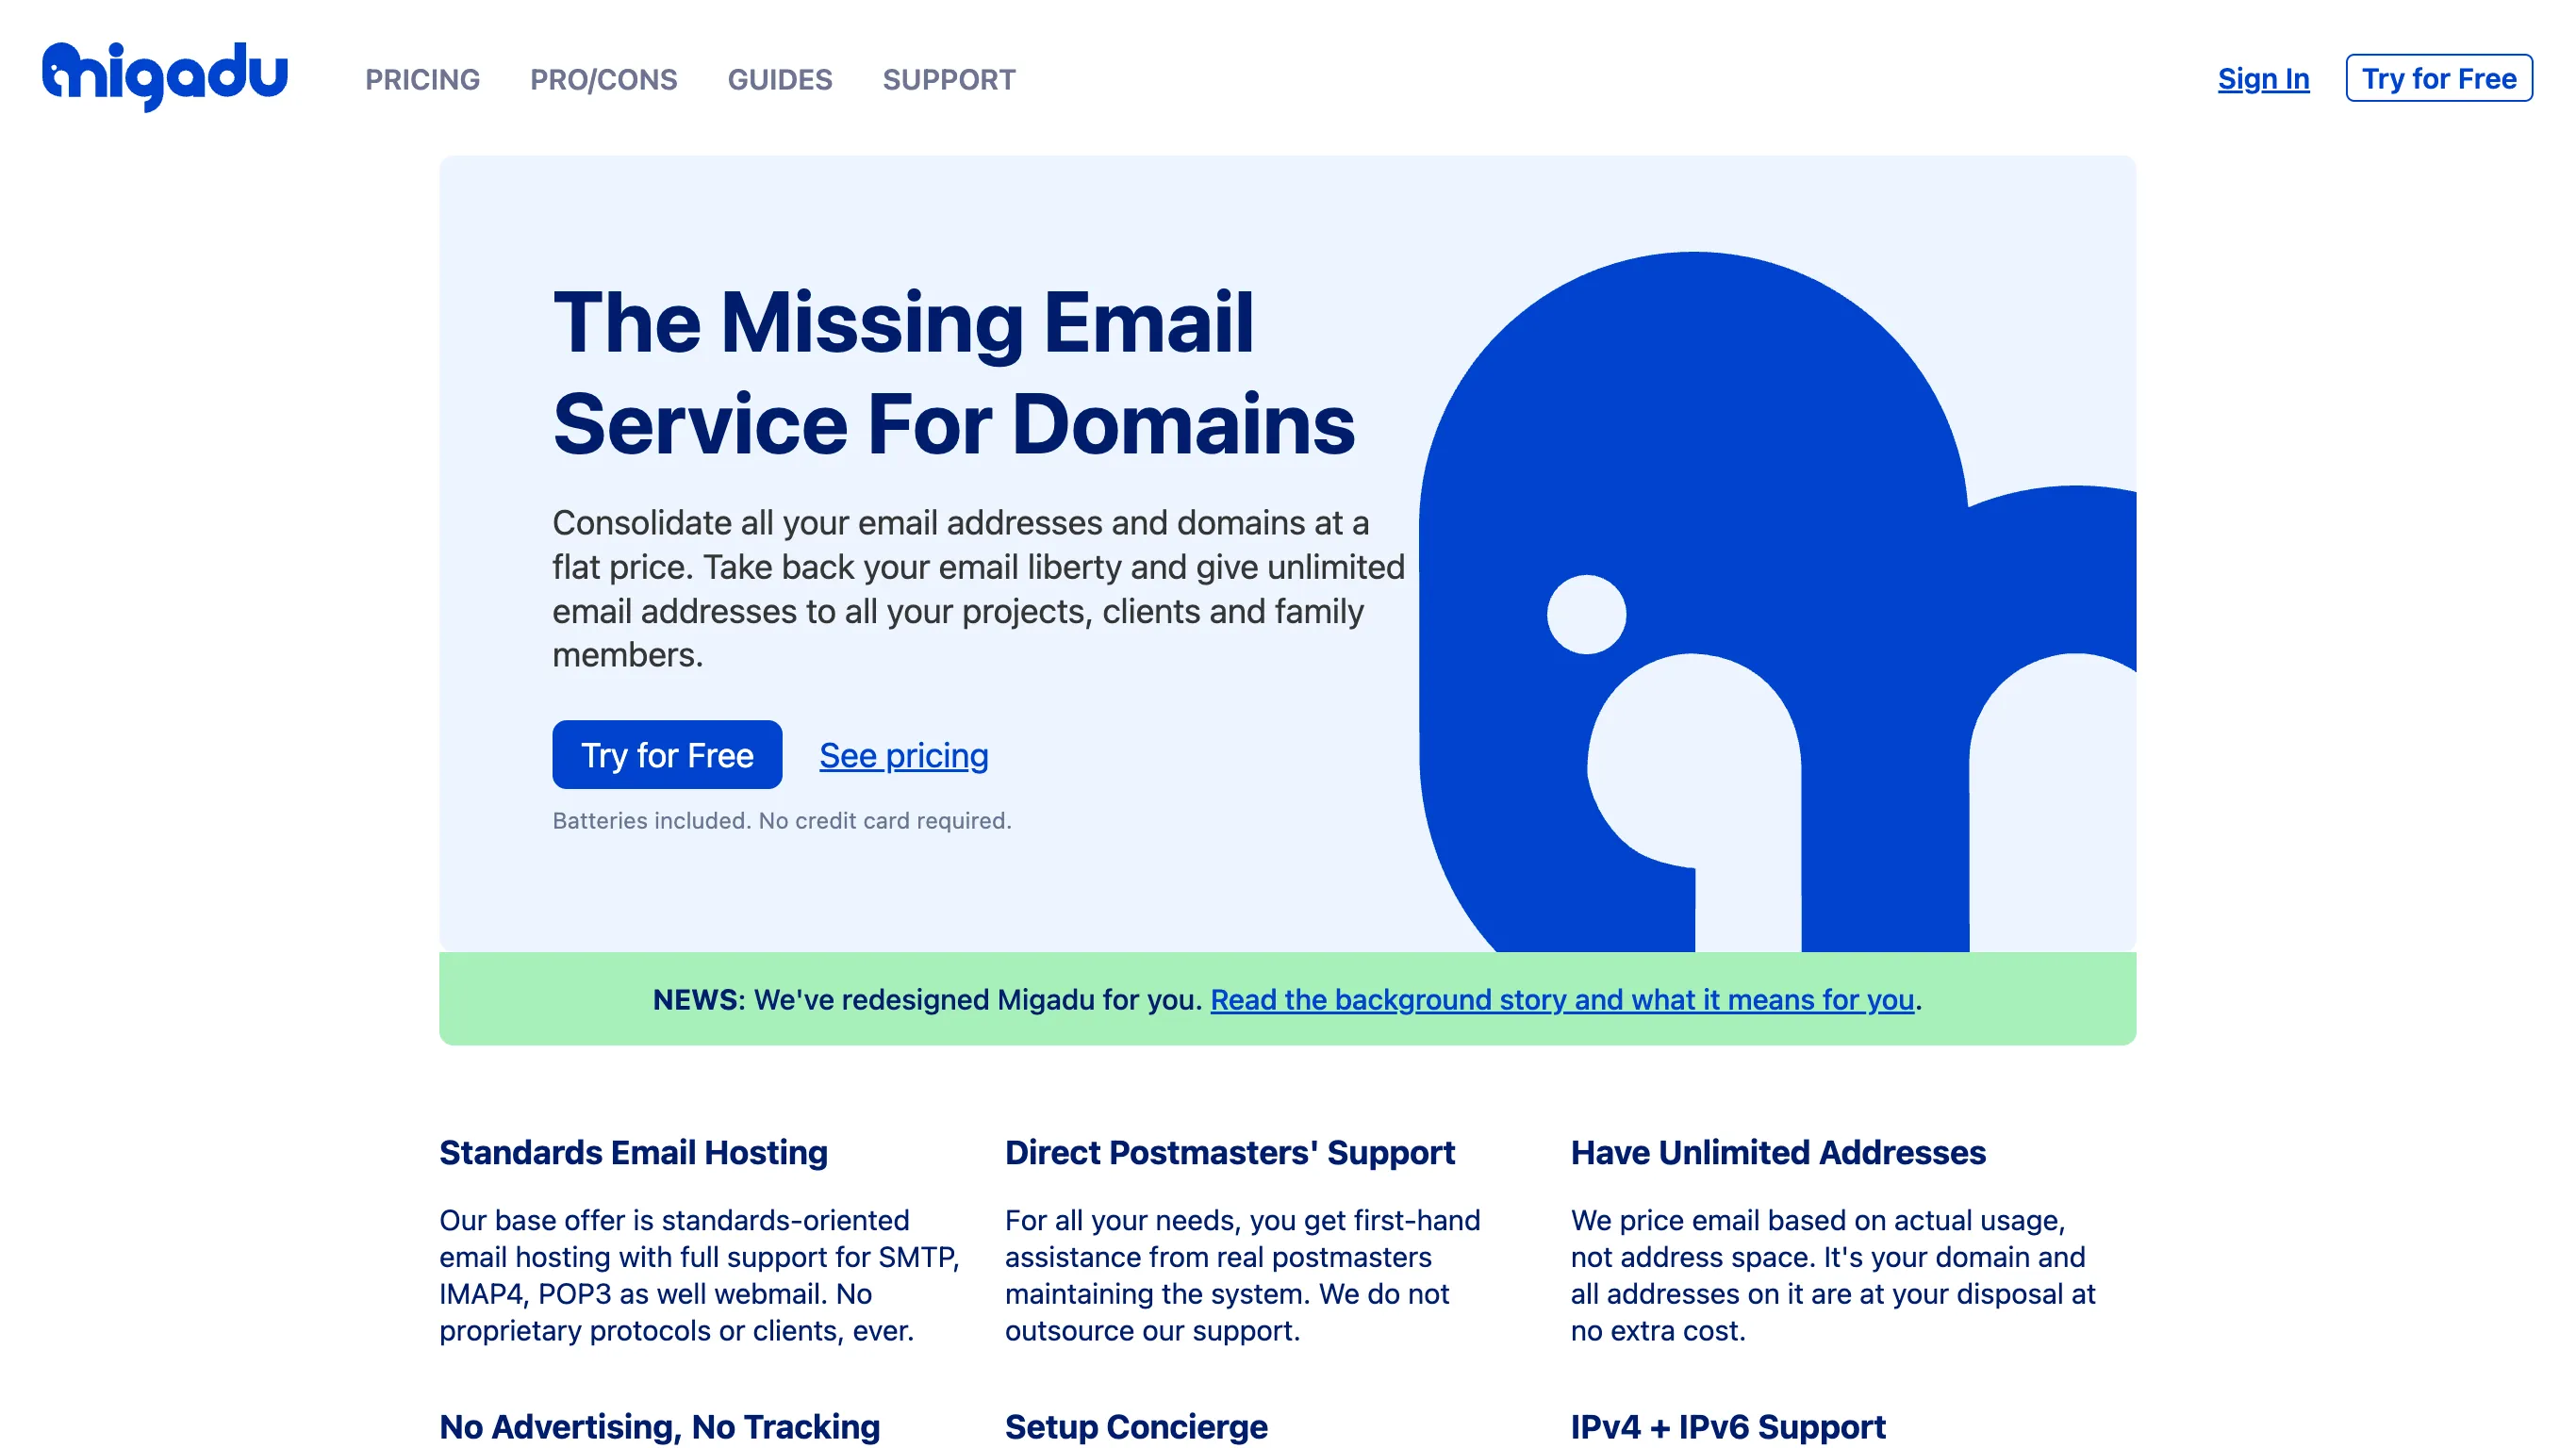 migadu
PRICING
PRO/CONS
GUIDES
SUPPORT
Sign In
Try for Free
The Missing Email
Service For Domains
Consolidate all your email addresses and domains at a
flat price. Take back your email liberty and give unlimited
email addresses to all your projects, clients and family
members.
Try for Free
See pricing
Batteries included. No credit card required.
NEWS: We've redesigned Migadu for you. Read the background story and what it means for you.
Standards Email Hosting
Our base offer is standards-oriented
email hosting with full support for SMTP,
IMAP4, POP3 as well webmail. No
proprietary protocols or clients, ever.
Direct Postmasters' Support
For all your needs, you get first-hand
assistance from real postmasters
maintaining the system. We do not
outsource our support.
Have Unlimited Addresses
We price email based on actual usage,
not address space. It's your domain and
all addresses on it are at your disposal at
no extra cost.
No Advertising, No Tracking
Setup Concierge
IPv4 + IPv6 Support